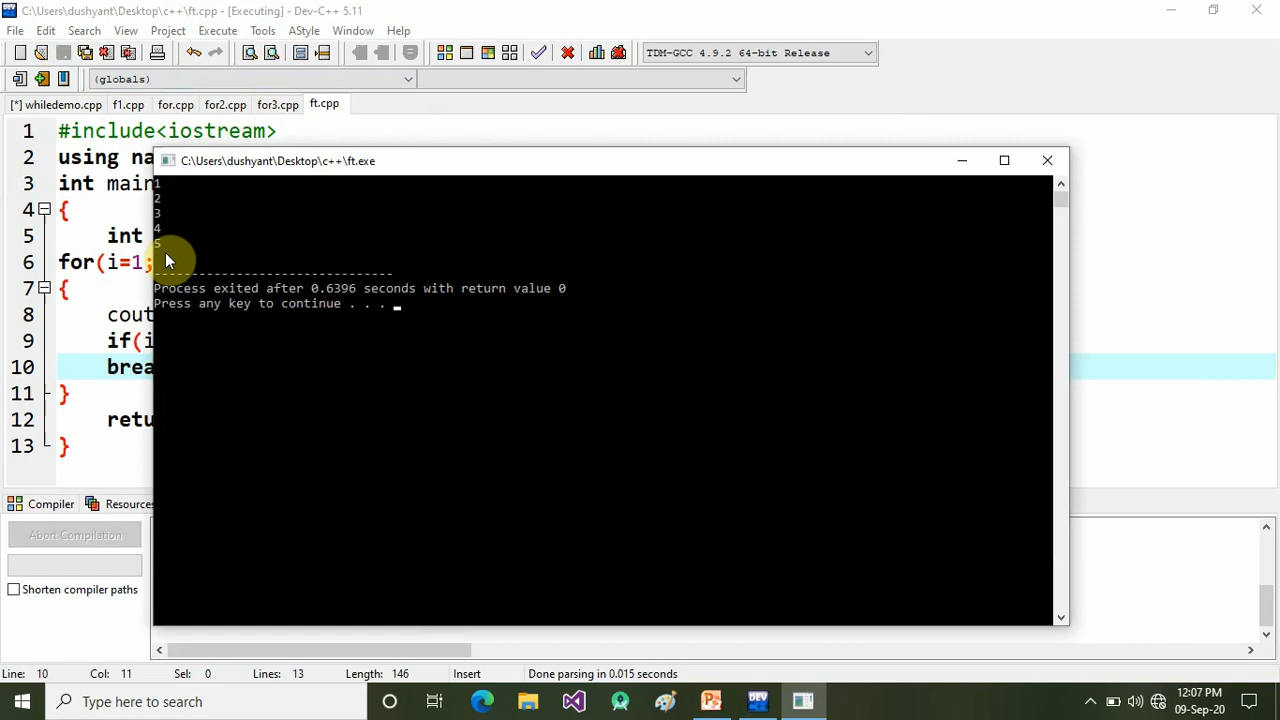 C:\Users\dushyant\Desktop\c++\ft.cpp - [Executing] - Dev-C++ 5.11
File Edit Search View Project Execute Tools AStyle Window Help
TDM-GCC 4.9.2 64-bit Release
(globals)
[*] whiledemo.cpp f1.cpp for.cpp for2.cpp for3.cpp ft.cpp
1 #include<iostream>
2 using na
3 int main
4 {
5 int
6 for(i=1;
7 {
8 cout
9 if(i
10 brea
11 }
12 retu
13 }
C:\Users\dushyant\Desktop\c++\ft.exe
1
2
3
4
5
--------------------------------
Process exited after 0.6396 seconds with return value 0
Press any key to continue . . .
Compiler Resources
Abort Compilation
Shorten compiler paths
Line: 10 Col: 11 Sel: 0 Lines: 13 Length: 146 Insert Done parsing in 0.015 seconds
Type here to search
DEV
12:07 PM
09-Sep-20